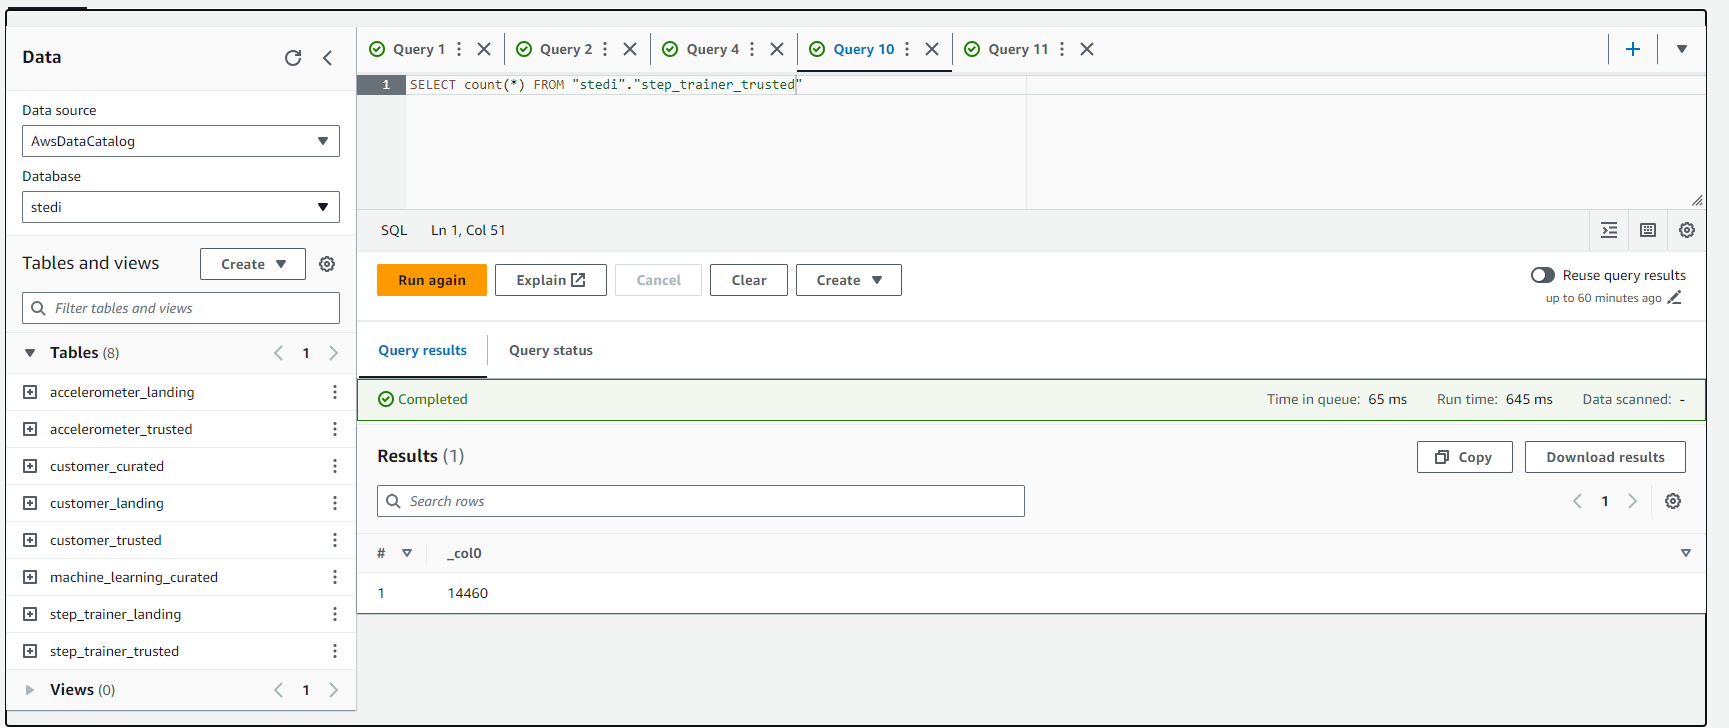 Data
Data source
AwsDataCatalog
Database
stedi
Tables and views
Create
Filter tables and views
Tables (8)
1
accelerometer_landing
accelerometer_trusted
customer_curated
customer_landing
customer_trusted
machine_learning_curated
step_trainer_landing
step_trainer_trusted
Views (0)
1
Query 1
Query 2
Query 4
Query 10
Query 11
1 SELECT count(*) FROM "stedi"."step_trainer_trusted"
SQL Ln 1, Col 51
Run again
Explain
Cancel
Clear
Create
Reuse query results
up to 60 minutes ago
Query results
Query status
Completed
Time in queue: 65 ms
Run time: 645 ms
Data scanned: -
Results (1)
Copy
Download results
Search rows
1
# _col0
1 14460